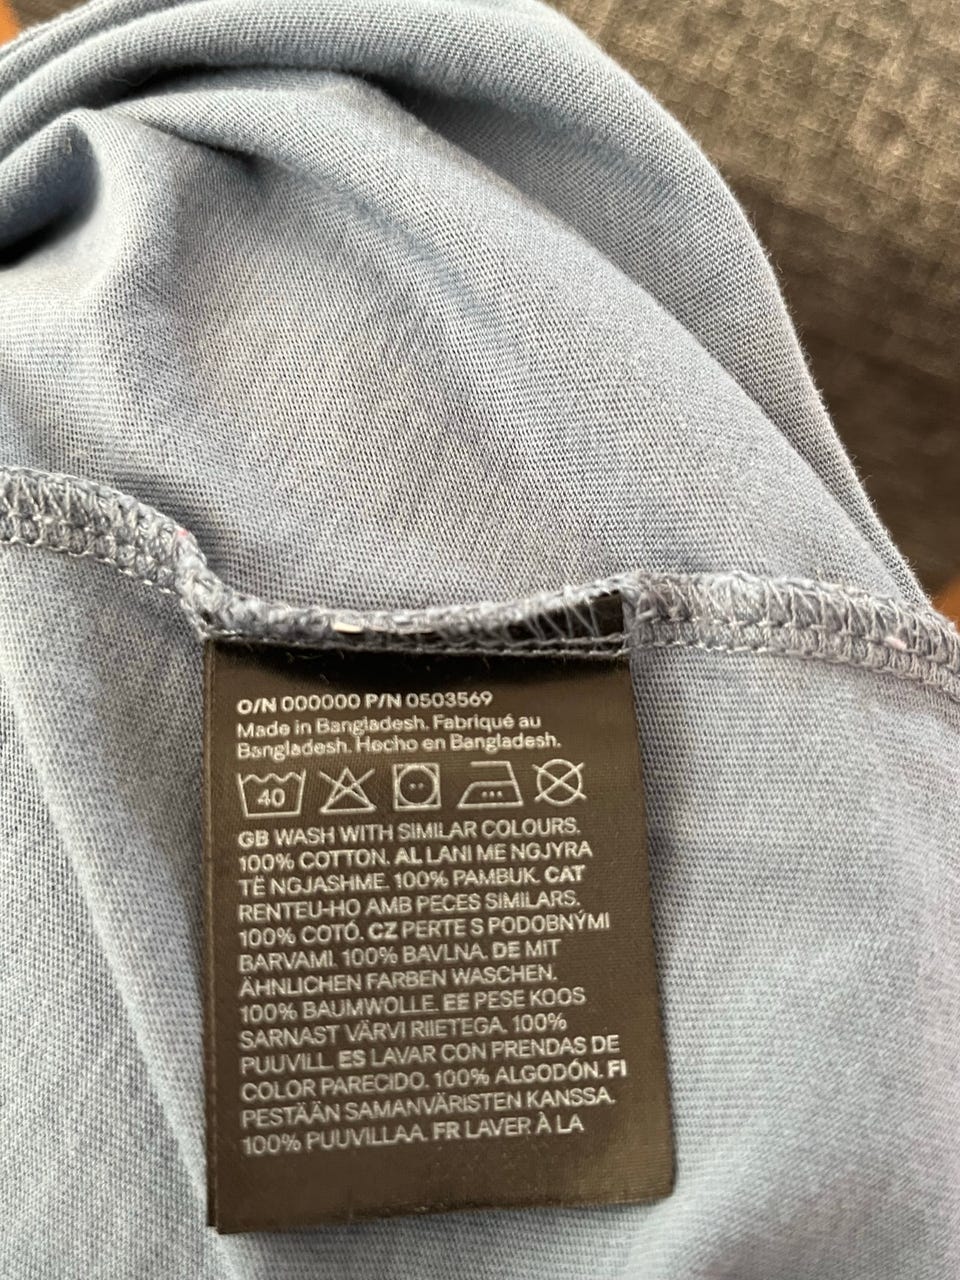 O/N 000000 P/N 0503569
Made in Bangladesh. Fabriqué au
Bangladesh. Hecho en Bangladesh.
40
GB WASH WITH SIMILAR COLOURS.
100% COTTON. AL LANI ME NGJYRA
TË NGJASHME. 100% PAMBUK. CAT
RENTEU-HO AMB PECES SIMILARS.
100% COTÓ. CZ PERTE S PODOBNÝMI
BARVAMI. 100% BAVLNA. DE MIT
ÄHNLICHEN FARBEN WASCHEN.
100% BAUMWOLLE. EE PESE KOOS
SARNAST VÄRVI RIIETEGA. 100%
PUUVILL. ES LAVAR CON PRENDAS DE
COLOR PARECIDO. 100% ALGODÓN. FI
PESTÄÄN SAMANVÄRISTEN KANSSA.
100% PUUVILLAA. FR LAVER À LA